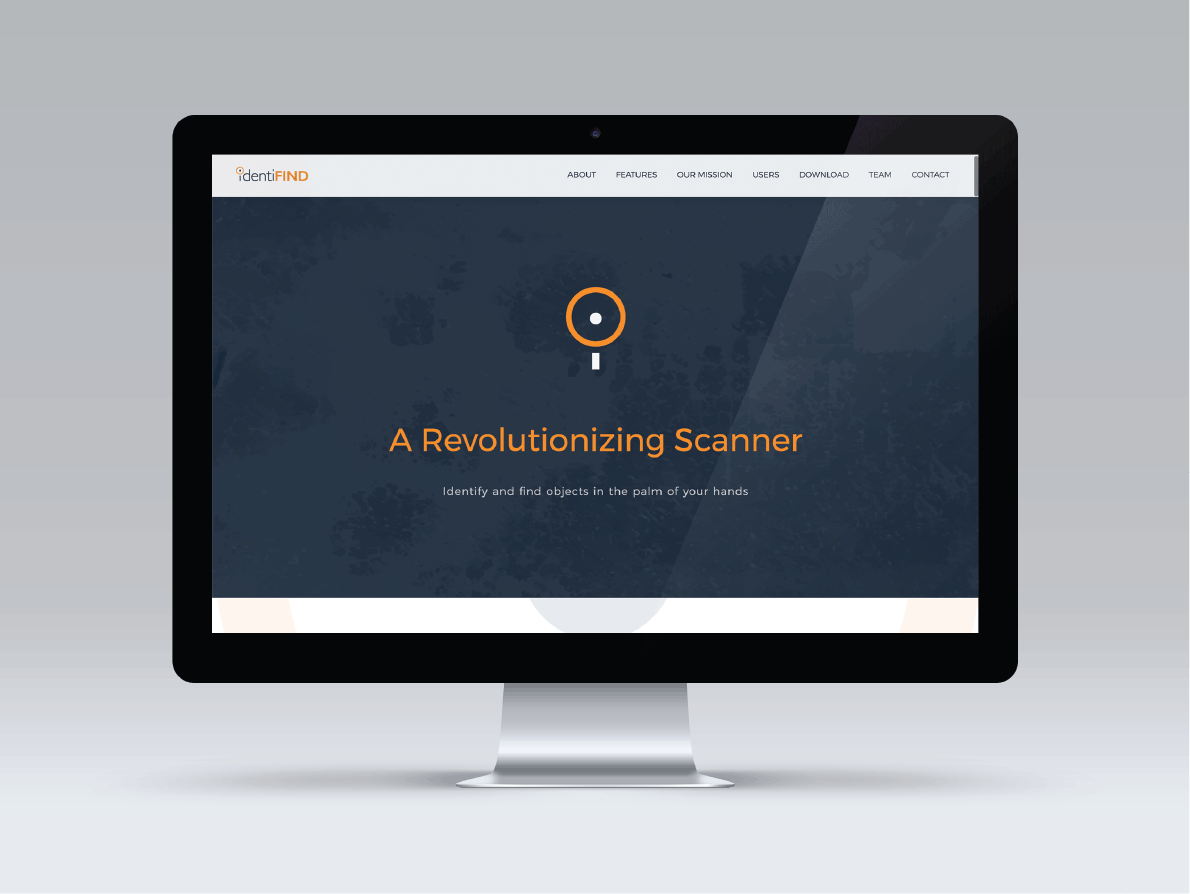 identiFIND
ABOUT FEATURES OUR MISSION USERS DOWNLOAD TEAM CONTACT
A Revolutionizing Scanner
Identify and find objects in the palm of your hands